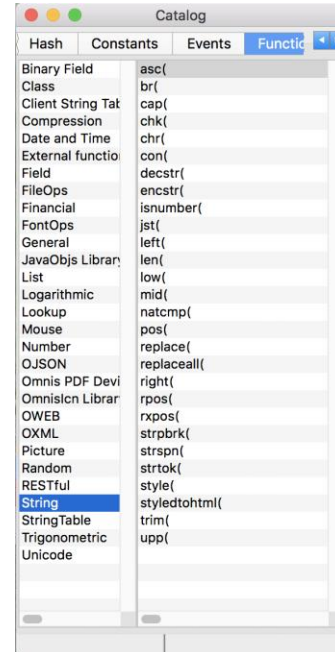 Catalog
Hash Constants Events Functio
Binary Field
Class
Client String Tab
Compression
Date and Time
External functio
Field
FileOps
Financial
FontOps
General
JavaObjs Library
List
Logarithmic
Lookup
Mouse
Number
OJSON
Omnis PDF Devi
OmnisIcn Librar
OWEB
OXML
Picture
Random
RESTful
String
StringTable
Trigonometric
Unicode
asc(
br(
cap(
chk(
chr(
con(
decstr(
encstr(
isnumber(
jst(
left(
len(
low(
mid(
natcmp(
pos(
replace(
replaceall(
right(
rpos(
rxpos(
strpbrk(
strspn(
strtok(
style(
styledtohtml(
trim(
upp(